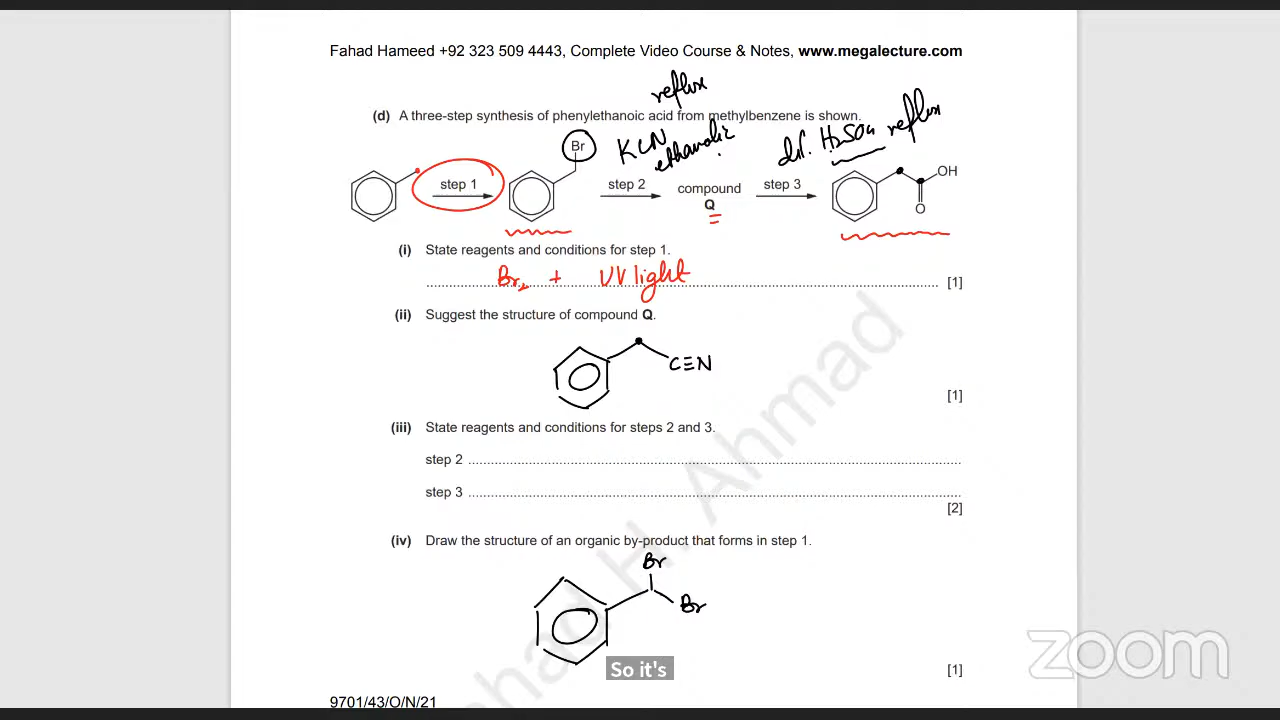 Fahad Hameed +92 323 509 4443, Complete Video Course & Notes, www.megalecture.com
reflux
(d) A three-step synthesis of phenylethanoic acid from methylbenzene is shown.
Br
KCN
ethanolic
dil. H₂SO₄ reflux
step 1
step 2
compound
Q
step 3
OH
O
(i) State reagents and conditions for step 1.
Br₂ + UV light
[1]
(ii) Suggest the structure of compound Q.
C≡N
[1]
(iii) State reagents and conditions for steps 2 and 3.
step 2
step 3
[2]
(iv) Draw the structure of an organic by-product that forms in step 1.
Br
Br
So it's
[1]
9701/43/O/N/21
Fahad H. Ahmad
zoom